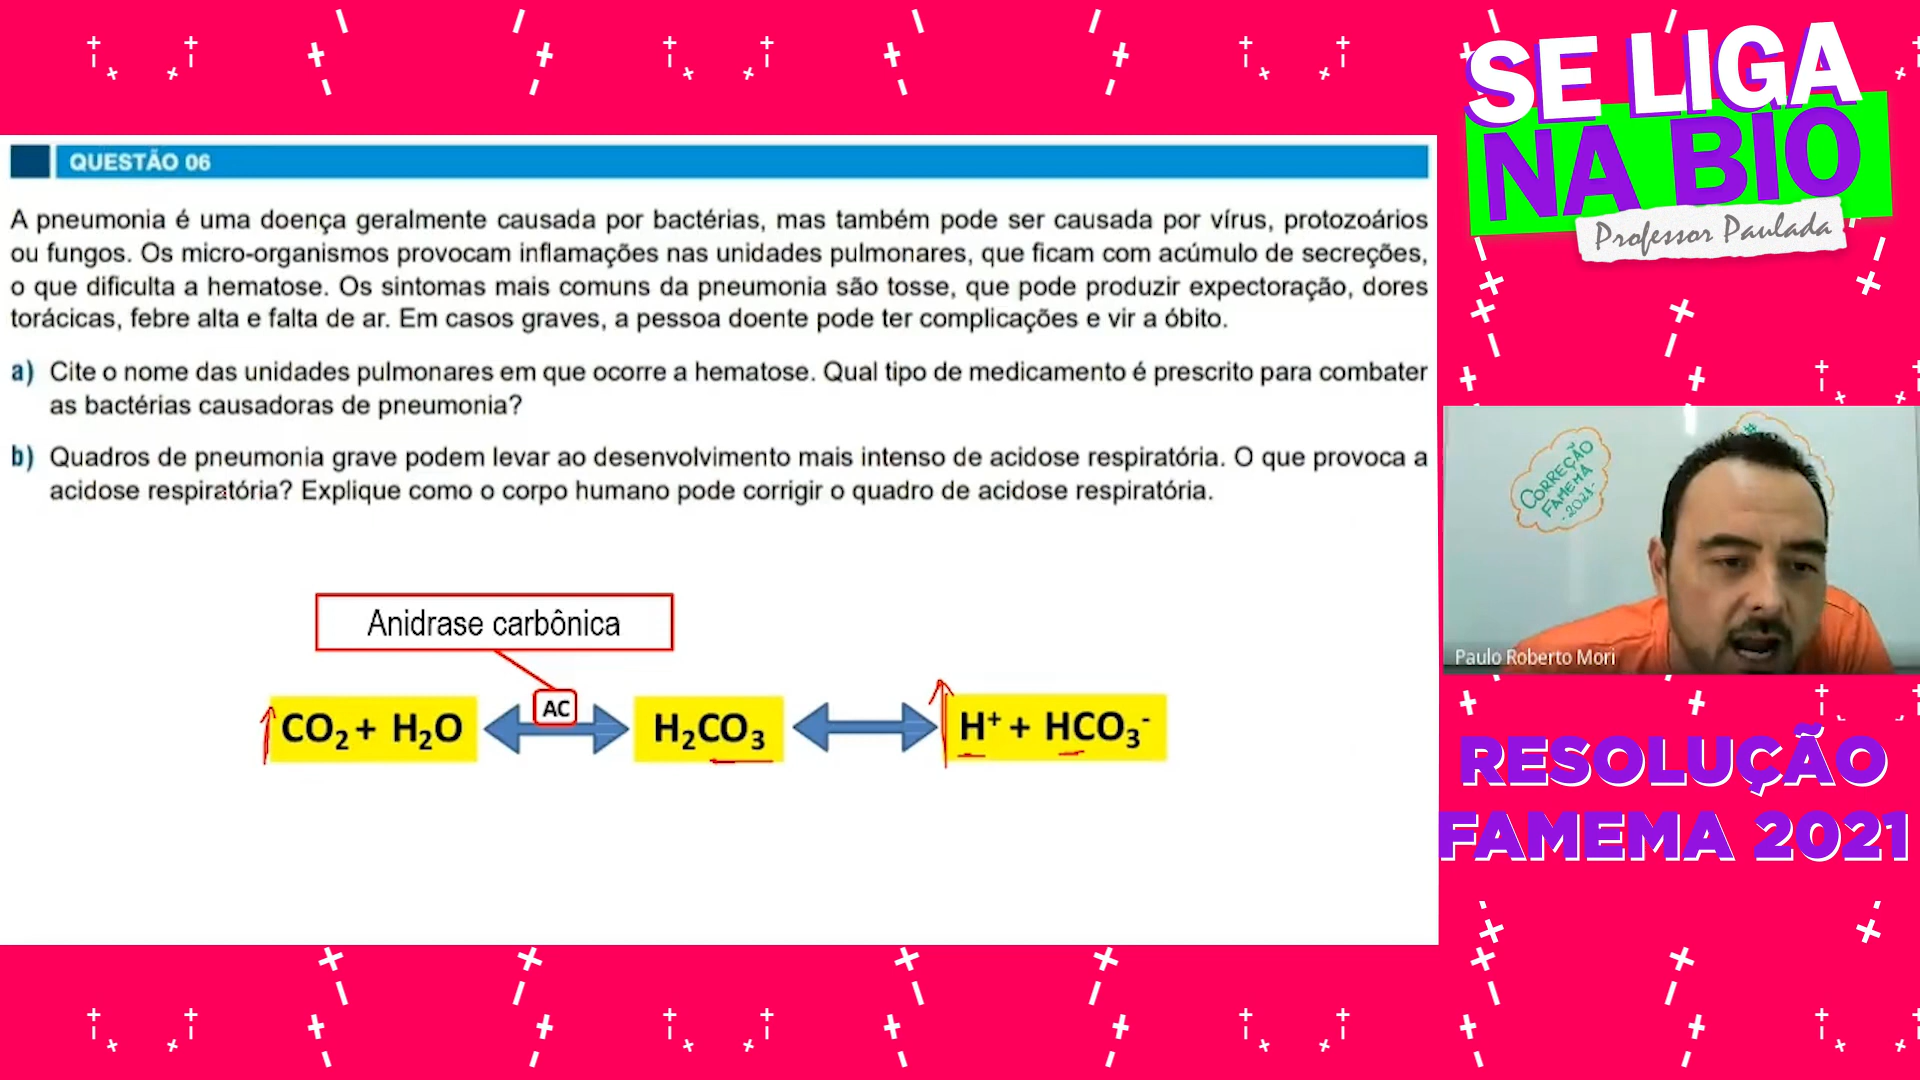 SE LIGA
NA BIO
Professor Paulada
QUESTÃO 06
A pneumonia é uma doença geralmente causada por bactérias, mas também pode ser causada por vírus, protozoários
ou fungos. Os micro-organismos provocam inflamações nas unidades pulmonares, que ficam com acúmulo de secreções,
o que dificulta a hematose. Os sintomas mais comuns da pneumonia são tosse, que pode produzir expectoração, dores
torácicas, febre alta e falta de ar. Em casos graves, a pessoa doente pode ter complicações e vir a óbito.
a) Cite o nome das unidades pulmonares em que ocorre a hematose. Qual tipo de medicamento é prescrito para combater
as bactérias causadoras de pneumonia?
b) Quadros de pneumonia grave podem levar ao desenvolvimento mais intenso de acidose respiratória. O que provoca a
acidose respiratória? Explique como o corpo humano pode corrigir o quadro de acidose respiratória.
Anidrase carbônica
AC
CO₂ + H₂O H₂CO₃ H⁺ + HCO₃⁻
CORREÇÃO
FAMEMA
Paulo Roberto Mori
RESOLUÇÃO
FAMEMA 2021